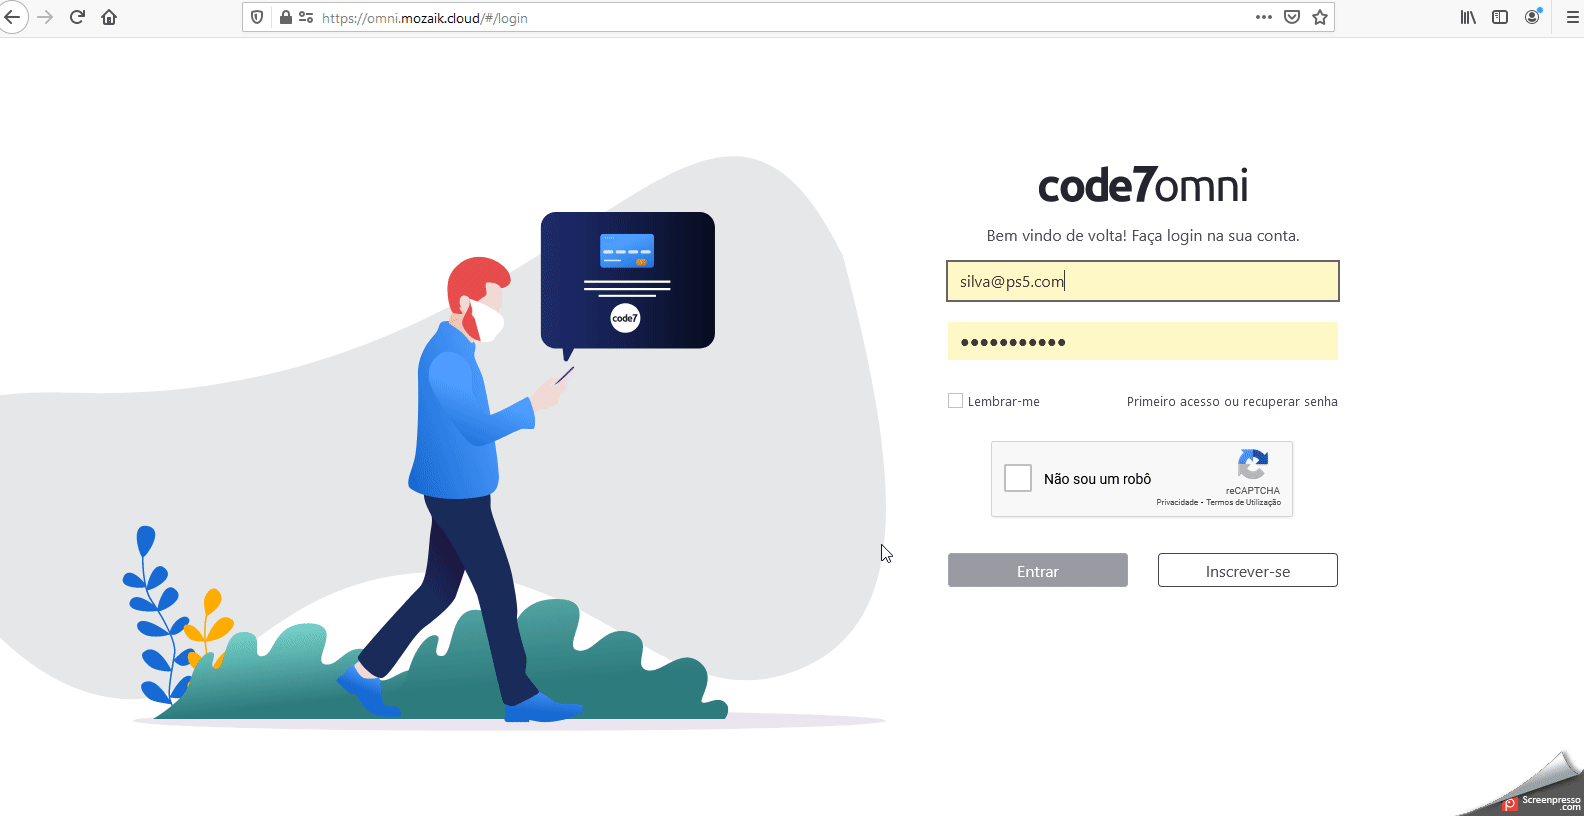 https://omni.mozaik.cloud/#/login
code7omni
Bem vindo de volta! Faça login na sua conta.
silva@ps5.com
Lembrar-me
Primeiro acesso ou recuperar senha
Não sou um robô
reCAPTCHA
Privacidade - Termos de Utilização
Entrar
Inscrever-se
code7
Screenpresso
.com